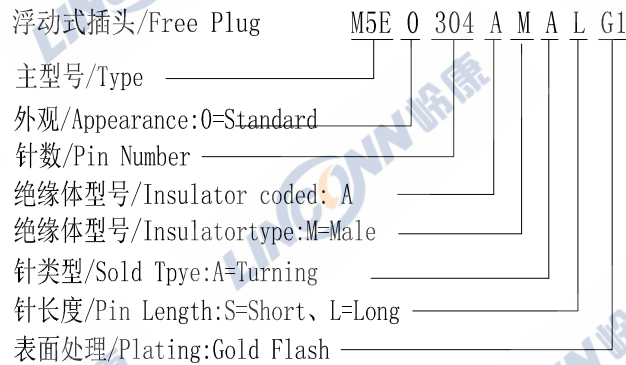 浮动式插头/Free Plug M5E 0 304 A M A L G1
主型号/Type
外观/Appearance:0=Standard
针数/Pin Number
绝缘体型号/Insulator coded: A
绝缘体型号/Insulatortype:M=Male
针类型/Sold Tpye:A=Turning
针长度/Pin Length:S=Short、L=Long
表面处理/Plating:Gold Flash
LINCONN 岭康